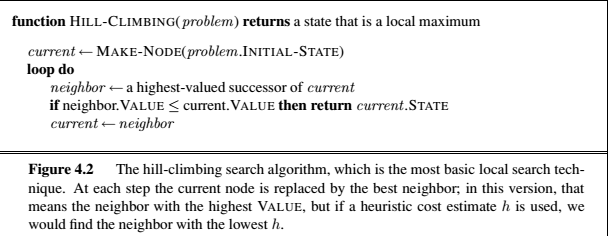 function HILL-CLIMBING(problem) returns a state that is a local maximum
current ← MAKE-NODE(problem.INITIAL-STATE)
loop do
neighbor ← a highest-valued successor of current
if neighbor.VALUE ≤ current.VALUE then return current.STATE
current ← neighbor
Figure 4.2 The hill-climbing search algorithm, which is the most basic local search tech-
nique. At each step the current node is replaced by the best neighbor; in this version, that
means the neighbor with the highest VALUE, but if a heuristic cost estimate h is used, we
would find the neighbor with the lowest h.